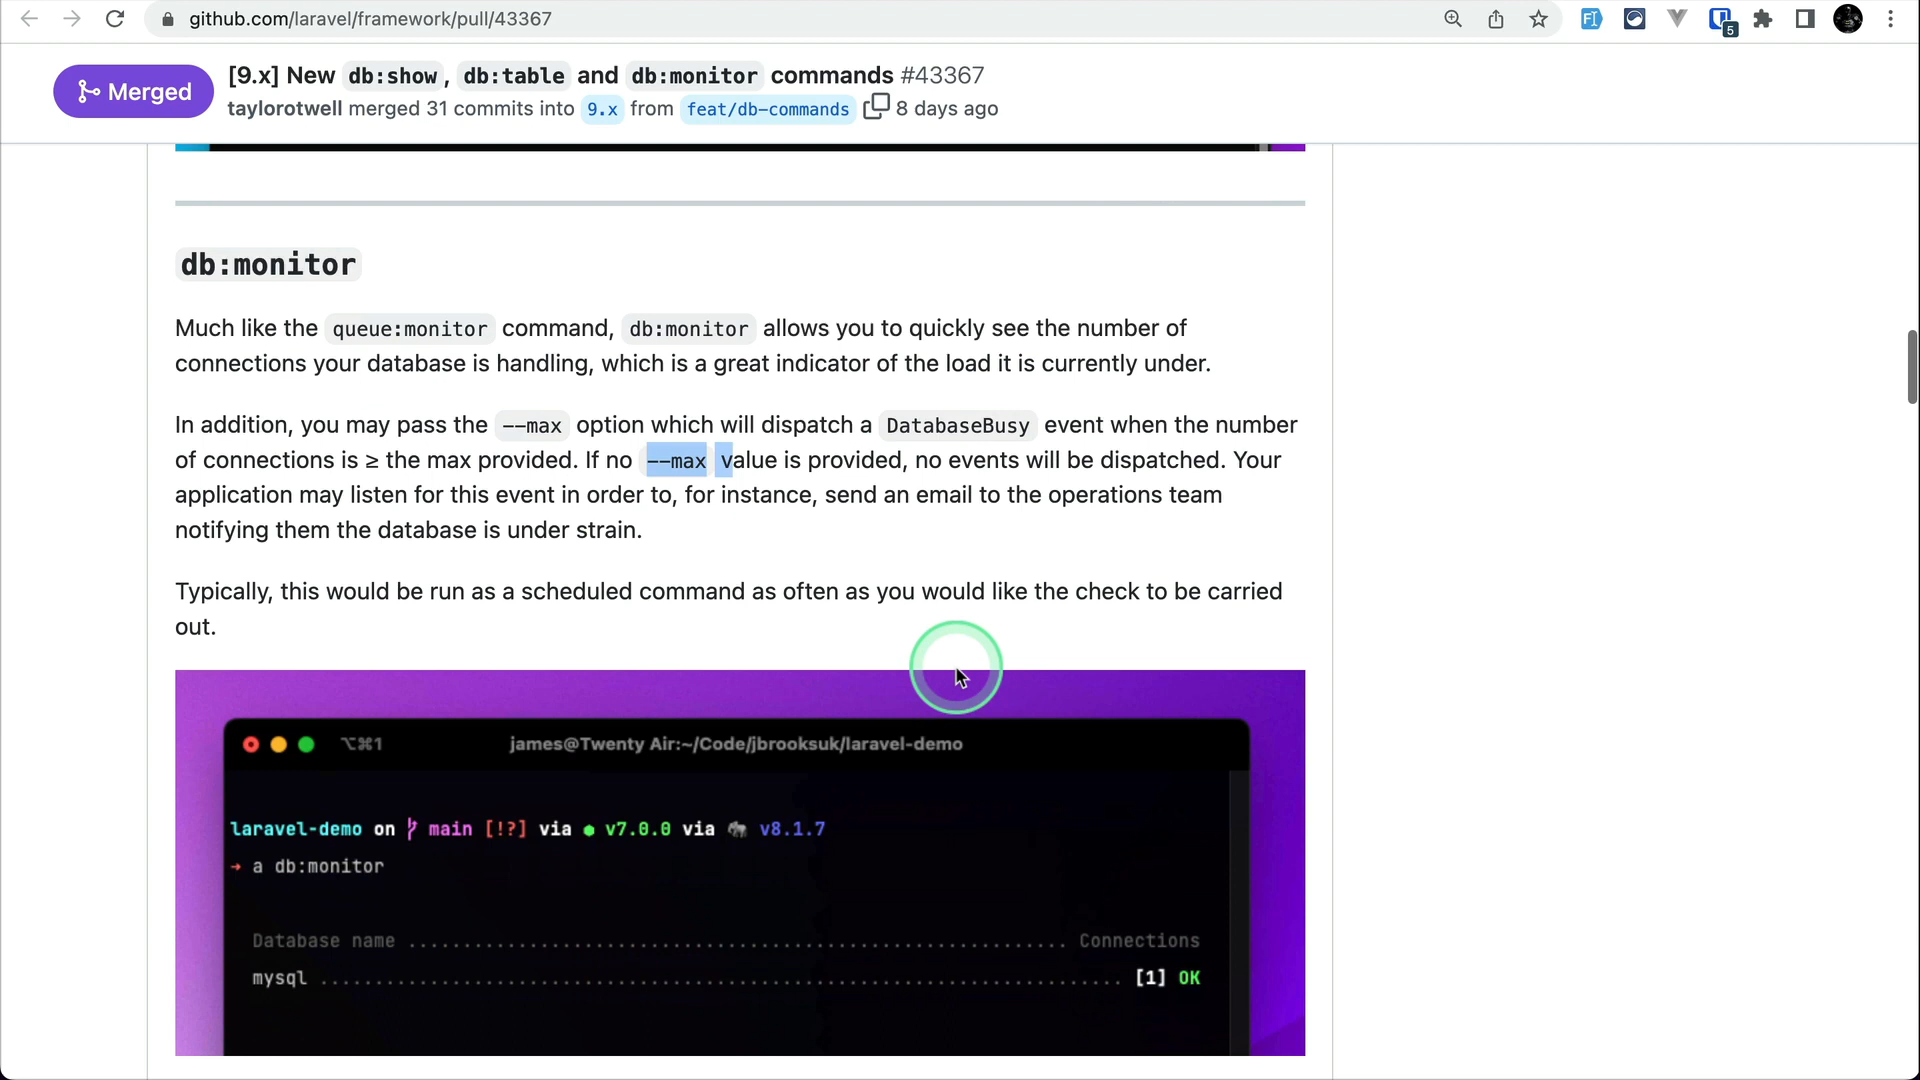 github.com/laravel/framework/pull/43367
5
Merged
[9.x] New db:show, db:table and db:monitor commands #43367
taylorotwell merged 31 commits into 9.x from feat/db-commands 8 days ago
db:monitor
Much like the queue:monitor command, db:monitor allows you to quickly see the number of
connections your database is handling, which is a great indicator of the load it is currently under.
In addition, you may pass the --max option which will dispatch a DatabaseBusy event when the number
of connections is ≥ the max provided. If no --max value is provided, no events will be dispatched. Your
application may listen for this event in order to, for instance, send an email to the operations team
notifying them the database is under strain.
Typically, this would be run as a scheduled command as often as you would like the check to be carried
out.
⌥⌘1 james@Twenty Air:~/Code/jbrooksuk/laravel-demo
laravel-demo on main [!?] via v7.0.0 via v8.1.7
→ a db:monitor
Database name ............................................................ Connections
mysql .......................................................................... [1] OK